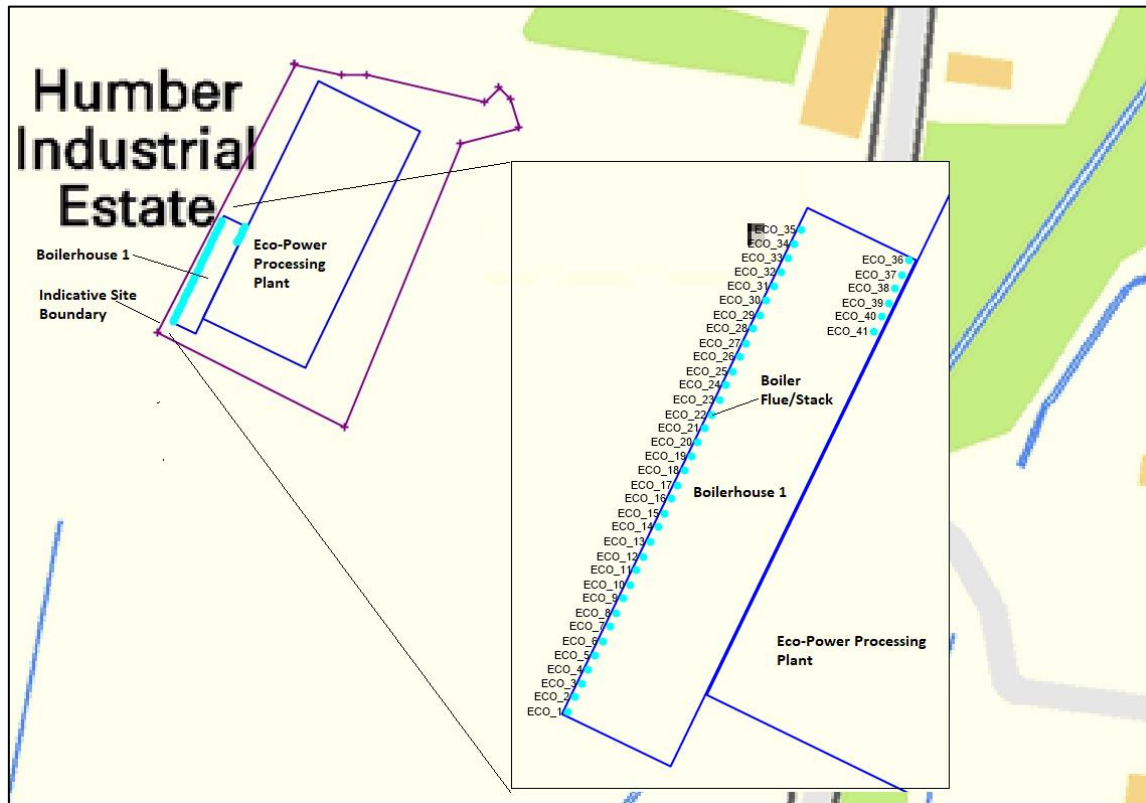 Humber
Industrial
Estate
Boilerhouse 1
Eco-Power
Processing
Plant
Indicative Site
Boundary
ECO_35
ECO_34
ECO_33
ECO_32
ECO_31
ECO_30
ECO_29
ECO_28
ECO_27
ECO_26
ECO_25
ECO_24
ECO_23
ECO_22
ECO_21
ECO_20
ECO_19
ECO_18
ECO_17
ECO_16
ECO_15
ECO_14
ECO_13
ECO_12
ECO_11
ECO_10
ECO_9
ECO_8
ECO_7
ECO_6
ECO_5
ECO_4
ECO_3
ECO_2
ECO_1
ECO_36
ECO_37
ECO_38
ECO_39
ECO_40
ECO_41
Boiler
Flue/Stack
Boilerhouse 1
Eco-Power Processing
Plant